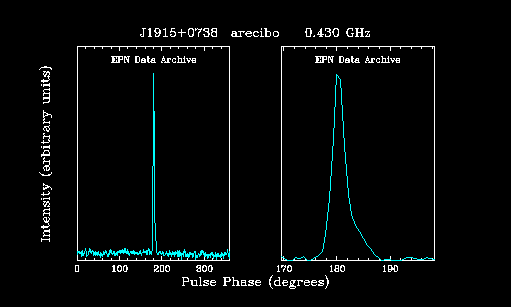 J1915+0738 arecibo 0.430 GHz
EPN Data Archive
EPN Data Archive
Intensity (arbitrary units)
0 100 200 300
170 180 190
Pulse Phase (degrees)